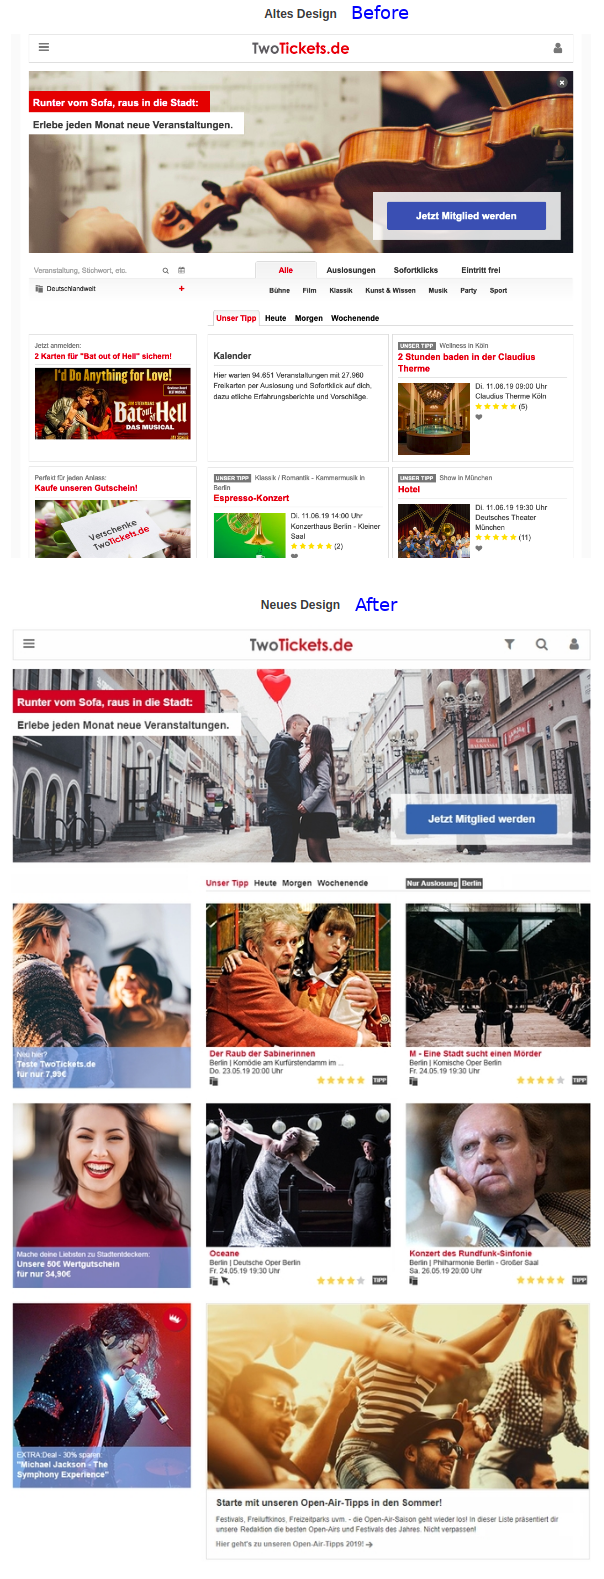 Altes Design Before
TwoTickets.de
Runter vom Sofa, raus in die Stadt:
Erlebe jeden Monat neue Veranstaltungen.
Jetzt Mitglied werden
Veranstaltung, Stichwort, etc.
Alle Auslosungen Sofortklicks Eintritt frei
Deutschlandweit +
Bühne Film Klassik Kunst & Wissen Musik Party Sport
Unser Tipp Heute Morgen Wochenende
Jetzt anmelden:
2 Karten für "Bat out of Hell" sichern!
I'd Do Anything for Love!
JIM STEINMANS
Bat out of Hell
DAS MUSICAL
Kalender
Hier warten 94.651 Veranstaltungen mit 27.960
Freikarten per Auslosung und Sofortklick auf dich,
dazu etliche Erfahrungsberichte und Vorschläge.
UNSER TIPP Wellness in Köln
2 Stunden baden in der Claudius
Therme
Di. 11.06.19 09:00 Uhr
Claudius Therme Köln
(5)
Perfekt für jeden Anlass:
Kaufe unseren Gutschein!
Verschenke
TwoTickets.de
UNSER TIPP Klassik / Romantik - Kammermusik in
Berlin
Espresso-Konzert
Di. 11.06.19 14:00 Uhr
Konzerthaus Berlin - Kleiner
Saal
(2)
UNSER TIPP Show in München
Hotel
Di. 11.06.19 19:30 Uhr
Deutsches Theater
München
(11)
Neues Design After
TwoTickets.de
Runter vom Sofa, raus in die Stadt:
Erlebe jeden Monat neue Veranstaltungen.
Jetzt Mitglied werden
Unser Tipp Heute Morgen Wochenende Nur Auslosung Berlin
Neu hier?
Teste TwoTickets.de
für nur 7,99€
Der Raub der Sabinerinnen
Berlin | Komödie am Kurfürstendamm im ...
Do. 23.05.19 20:00 Uhr
TIPP
M - Eine Stadt sucht einen Mörder
Berlin | Komische Oper Berlin
Fr. 24.05.19 19:30 Uhr
TIPP
Mache deine Liebsten zu Stadtentdeckern:
Unsere 50€ Wertgutschein
für nur 34,90€
Oceane
Berlin | Deutsche Oper Berlin
Fr. 24.05.19 19:30 Uhr
TIPP
Konzert des Rundfunk-Sinfonie
Berlin | Philharmonie Berlin - Großer Saal
Sa. 26.05.19 20:00 Uhr
TIPP
EXTRA:Deal - 30% sparen:
"Michael Jackson - The
Symphony Experience"
Starte mit unseren Open-Air-Tipps in den Sommer!
Festivals, Freiluftkinos, Freizeitparks uvm. - die Open-Air-Saison geht wieder los! In dieser Liste präsentiert dir
unsere Redaktion die besten Open-Airs und Festivals des Jahres. Nicht verpassen!
Hier geht's zu unseren Open-Air-Tipps 2019!